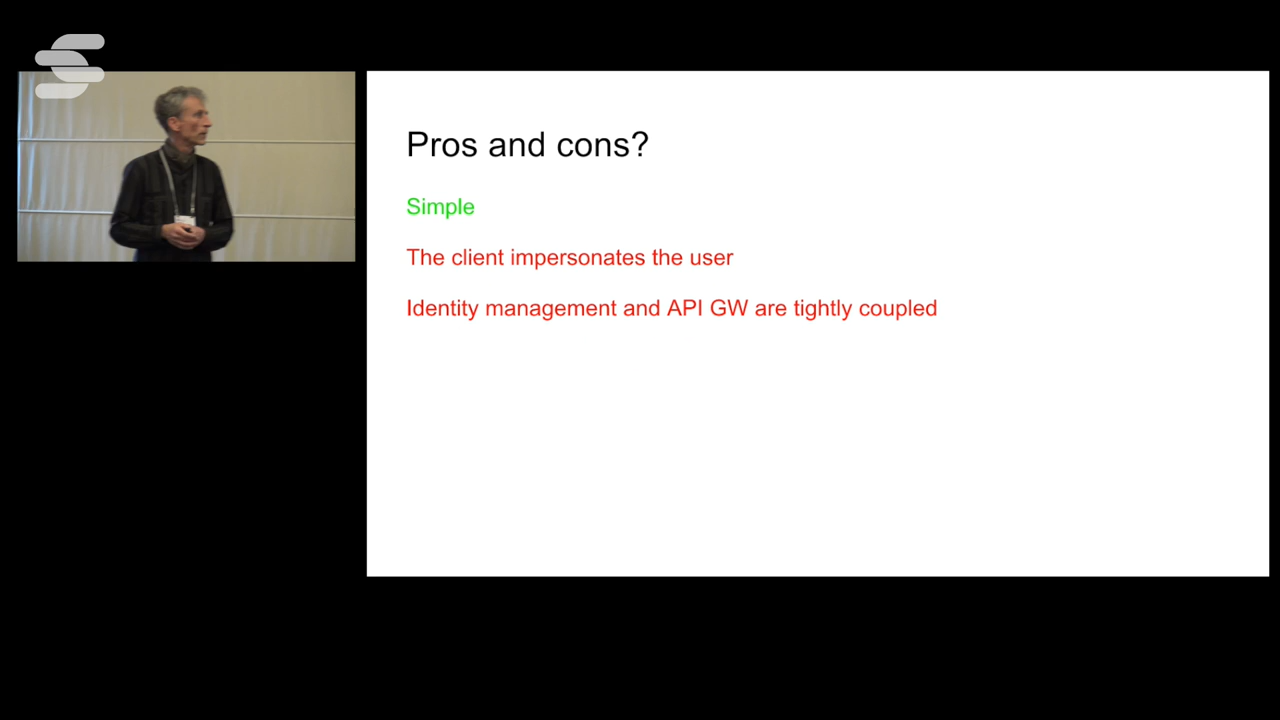 Pros and cons?
Simple
The client impersonates the user
Identity management and API GW are tightly coupled